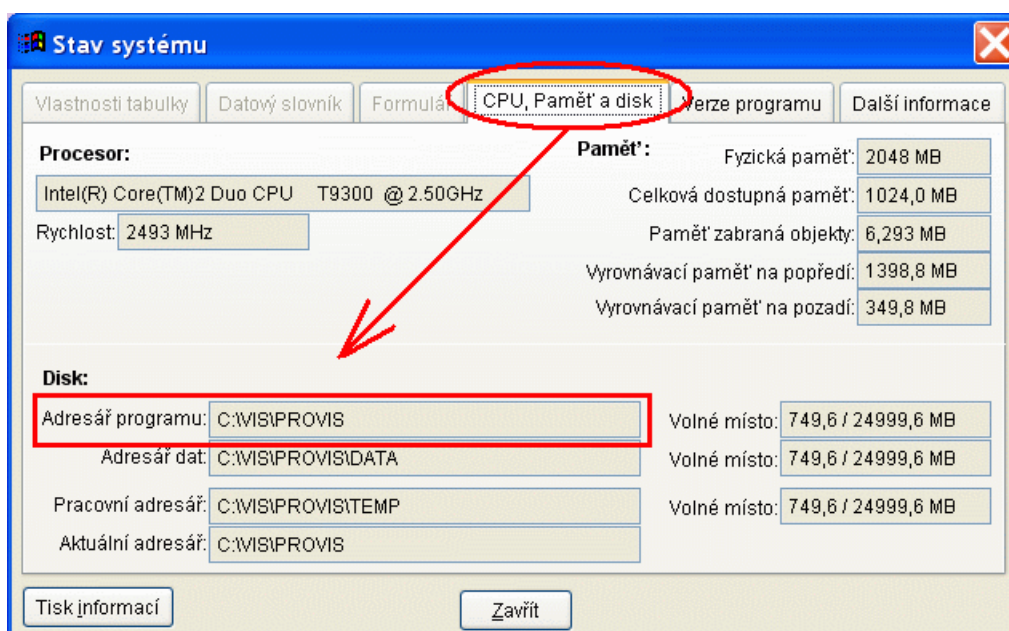 Stav systému
Vlastnosti tabulky Datový slovník Formulář CPU, Paměť a disk Verze programu Další informace
Procesor:
Intel(R) Core(TM)2 Duo CPU T9300 @ 2.50GHz
Rychlost: 2493 MHz
Paměť:
Fyzická paměť: 2048 MB
Celková dostupná paměť: 1024,0 MB
Paměť zabraná objekty: 6,293 MB
Vyrovnávací paměť na popředí: 1398,8 MB
Vyrovnávací paměť na pozadí: 349,8 MB
Disk:
Adresář programu: C:\VIS\PROVIS Volné místo: 749,6 / 24999,6 MB
Adresář dat: C:\VIS\PROVIS\DATA Volné místo: 749,6 / 24999,6 MB
Pracovní adresář: C:\VIS\PROVIS\TEMP Volné místo: 749,6 / 24999,6 MB
Aktuální adresář: C:\VIS\PROVIS
Tisk informací Zavřít